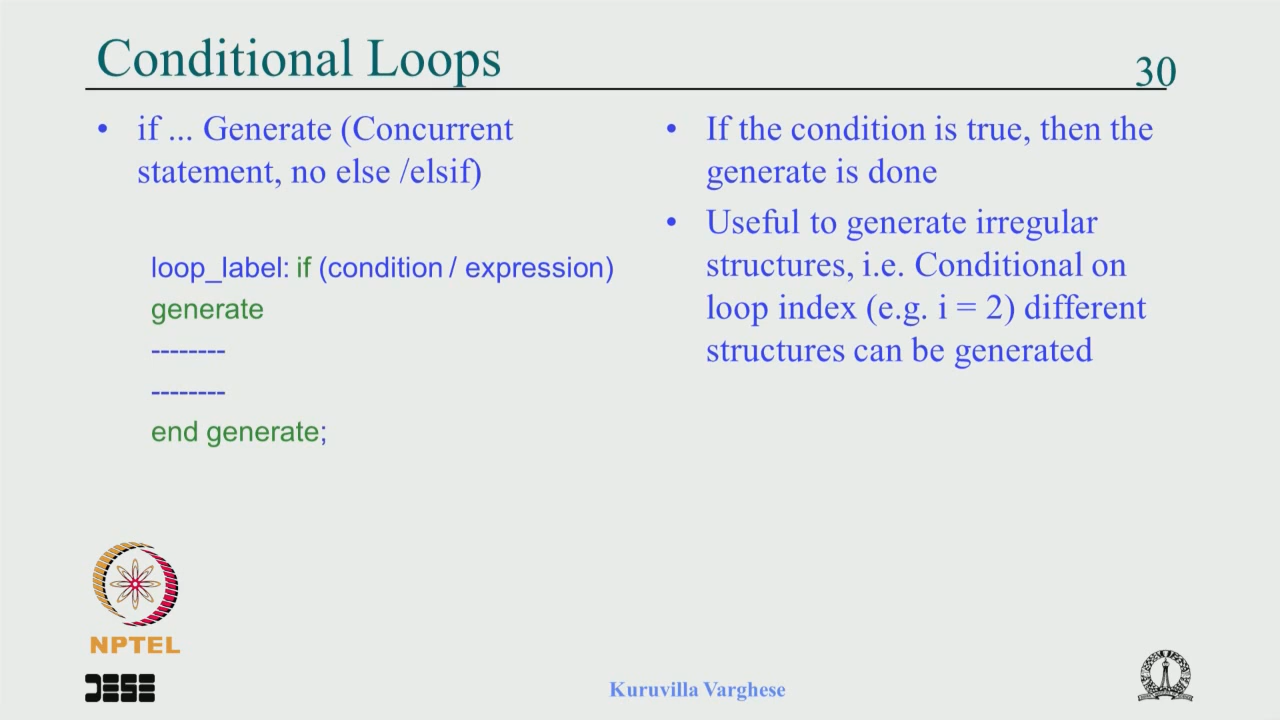 Conditional Loops
30
• if ... Generate (Concurrent
statement, no else /elsif)
loop_label: if (condition / expression)
generate
--------
--------
end generate;
• If the condition is true, then the
generate is done
• Useful to generate irregular
structures, i.e. Conditional on
loop index (e.g. i = 2) different
structures can be generated
NPTEL
DESE
Kuruvilla Varghese